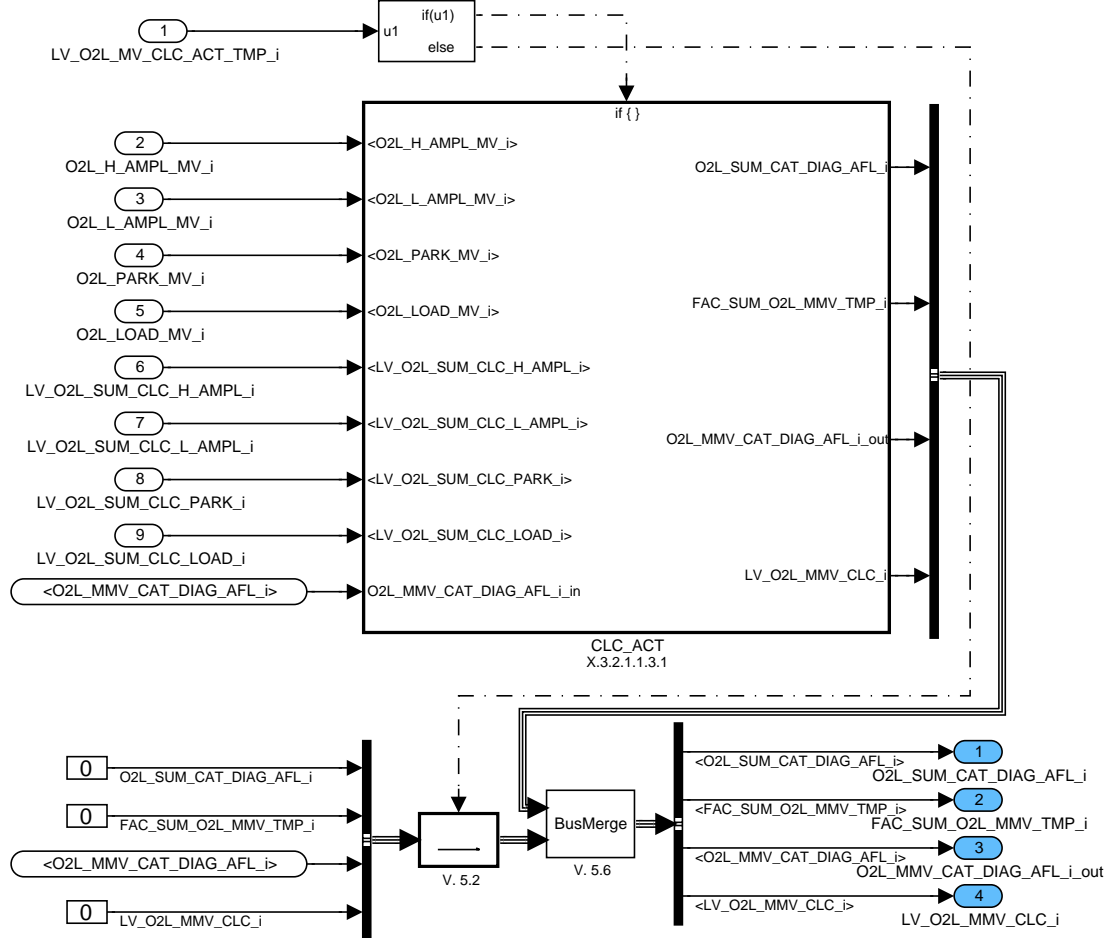 if(u1)
1
u1
else
LV_O2L_MV_CLC_ACT_TMP_i
if { }
2
<O2L_H_AMPL_MV_i>
O2L_H_AMPL_MV_i
O2L_SUM_CAT_DIAG_AFL_i
3
<O2L_L_AMPL_MV_i>
O2L_L_AMPL_MV_i
4
<O2L_PARK_MV_i>
O2L_PARK_MV_i
5
<O2L_LOAD_MV_i>
O2L_LOAD_MV_i
FAC_SUM_O2L_MMV_TMP_i
6
<LV_O2L_SUM_CLC_H_AMPL_i>
LV_O2L_SUM_CLC_H_AMPL_i
7
<LV_O2L_SUM_CLC_L_AMPL_i>
LV_O2L_SUM_CLC_L_AMPL_i
O2L_MMV_CAT_DIAG_AFL_i_out
8
<LV_O2L_SUM_CLC_PARK_i>
LV_O2L_SUM_CLC_PARK_i
9
<LV_O2L_SUM_CLC_LOAD_i>
LV_O2L_SUM_CLC_LOAD_i
LV_O2L_MMV_CLC_i
<O2L_MMV_CAT_DIAG_AFL_i>
O2L_MMV_CAT_DIAG_AFL_i_in
CLC_ACT
X.3.2.1.1.3.1
0
O2L_SUM_CAT_DIAG_AFL_i
0
FAC_SUM_O2L_MMV_TMP_i
<O2L_MMV_CAT_DIAG_AFL_i>
0
LV_O2L_MMV_CLC_i
V. 5.2
BusMerge
V. 5.6
<O2L_SUM_CAT_DIAG_AFL_i>
1
O2L_SUM_CAT_DIAG_AFL_i
<FAC_SUM_O2L_MMV_TMP_i>
2
FAC_SUM_O2L_MMV_TMP_i
<O2L_MMV_CAT_DIAG_AFL_i>
3
O2L_MMV_CAT_DIAG_AFL_i_out
<LV_O2L_MMV_CLC_i>
4
LV_O2L_MMV_CLC_i